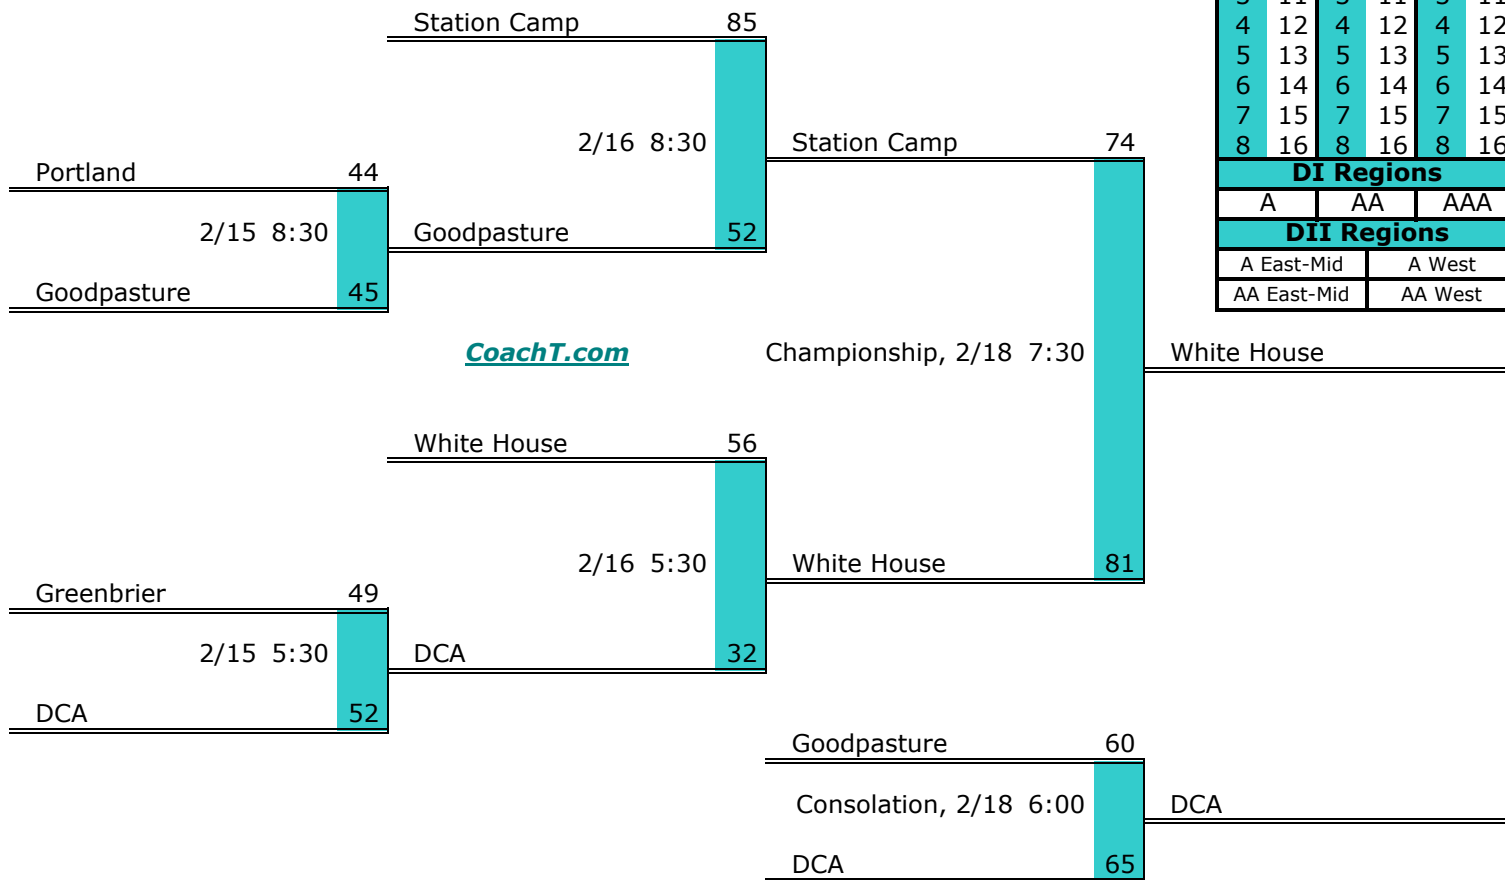 Station Camp 85
4 12 4 12 4 12
5 13 5 13 5 13
6 14 6 14 6 14
2/16 8:30 Station Camp 74
7 15 7 15 7 15
8 16 8 16 8 16
Portland 44
DI Regions
A AA AAA
2/15 8:30 Goodpasture 52
DII Regions
A East-Mid A West
Goodpasture 45
AA East-Mid AA West
CoachT.com
Championship, 2/18 7:30 White House
White House 56
2/16 5:30 White House 81
Greenbrier 49
2/15 5:30 DCA 32
DCA 52
Goodpasture 60
Consolation, 2/18 6:00 DCA
DCA 65